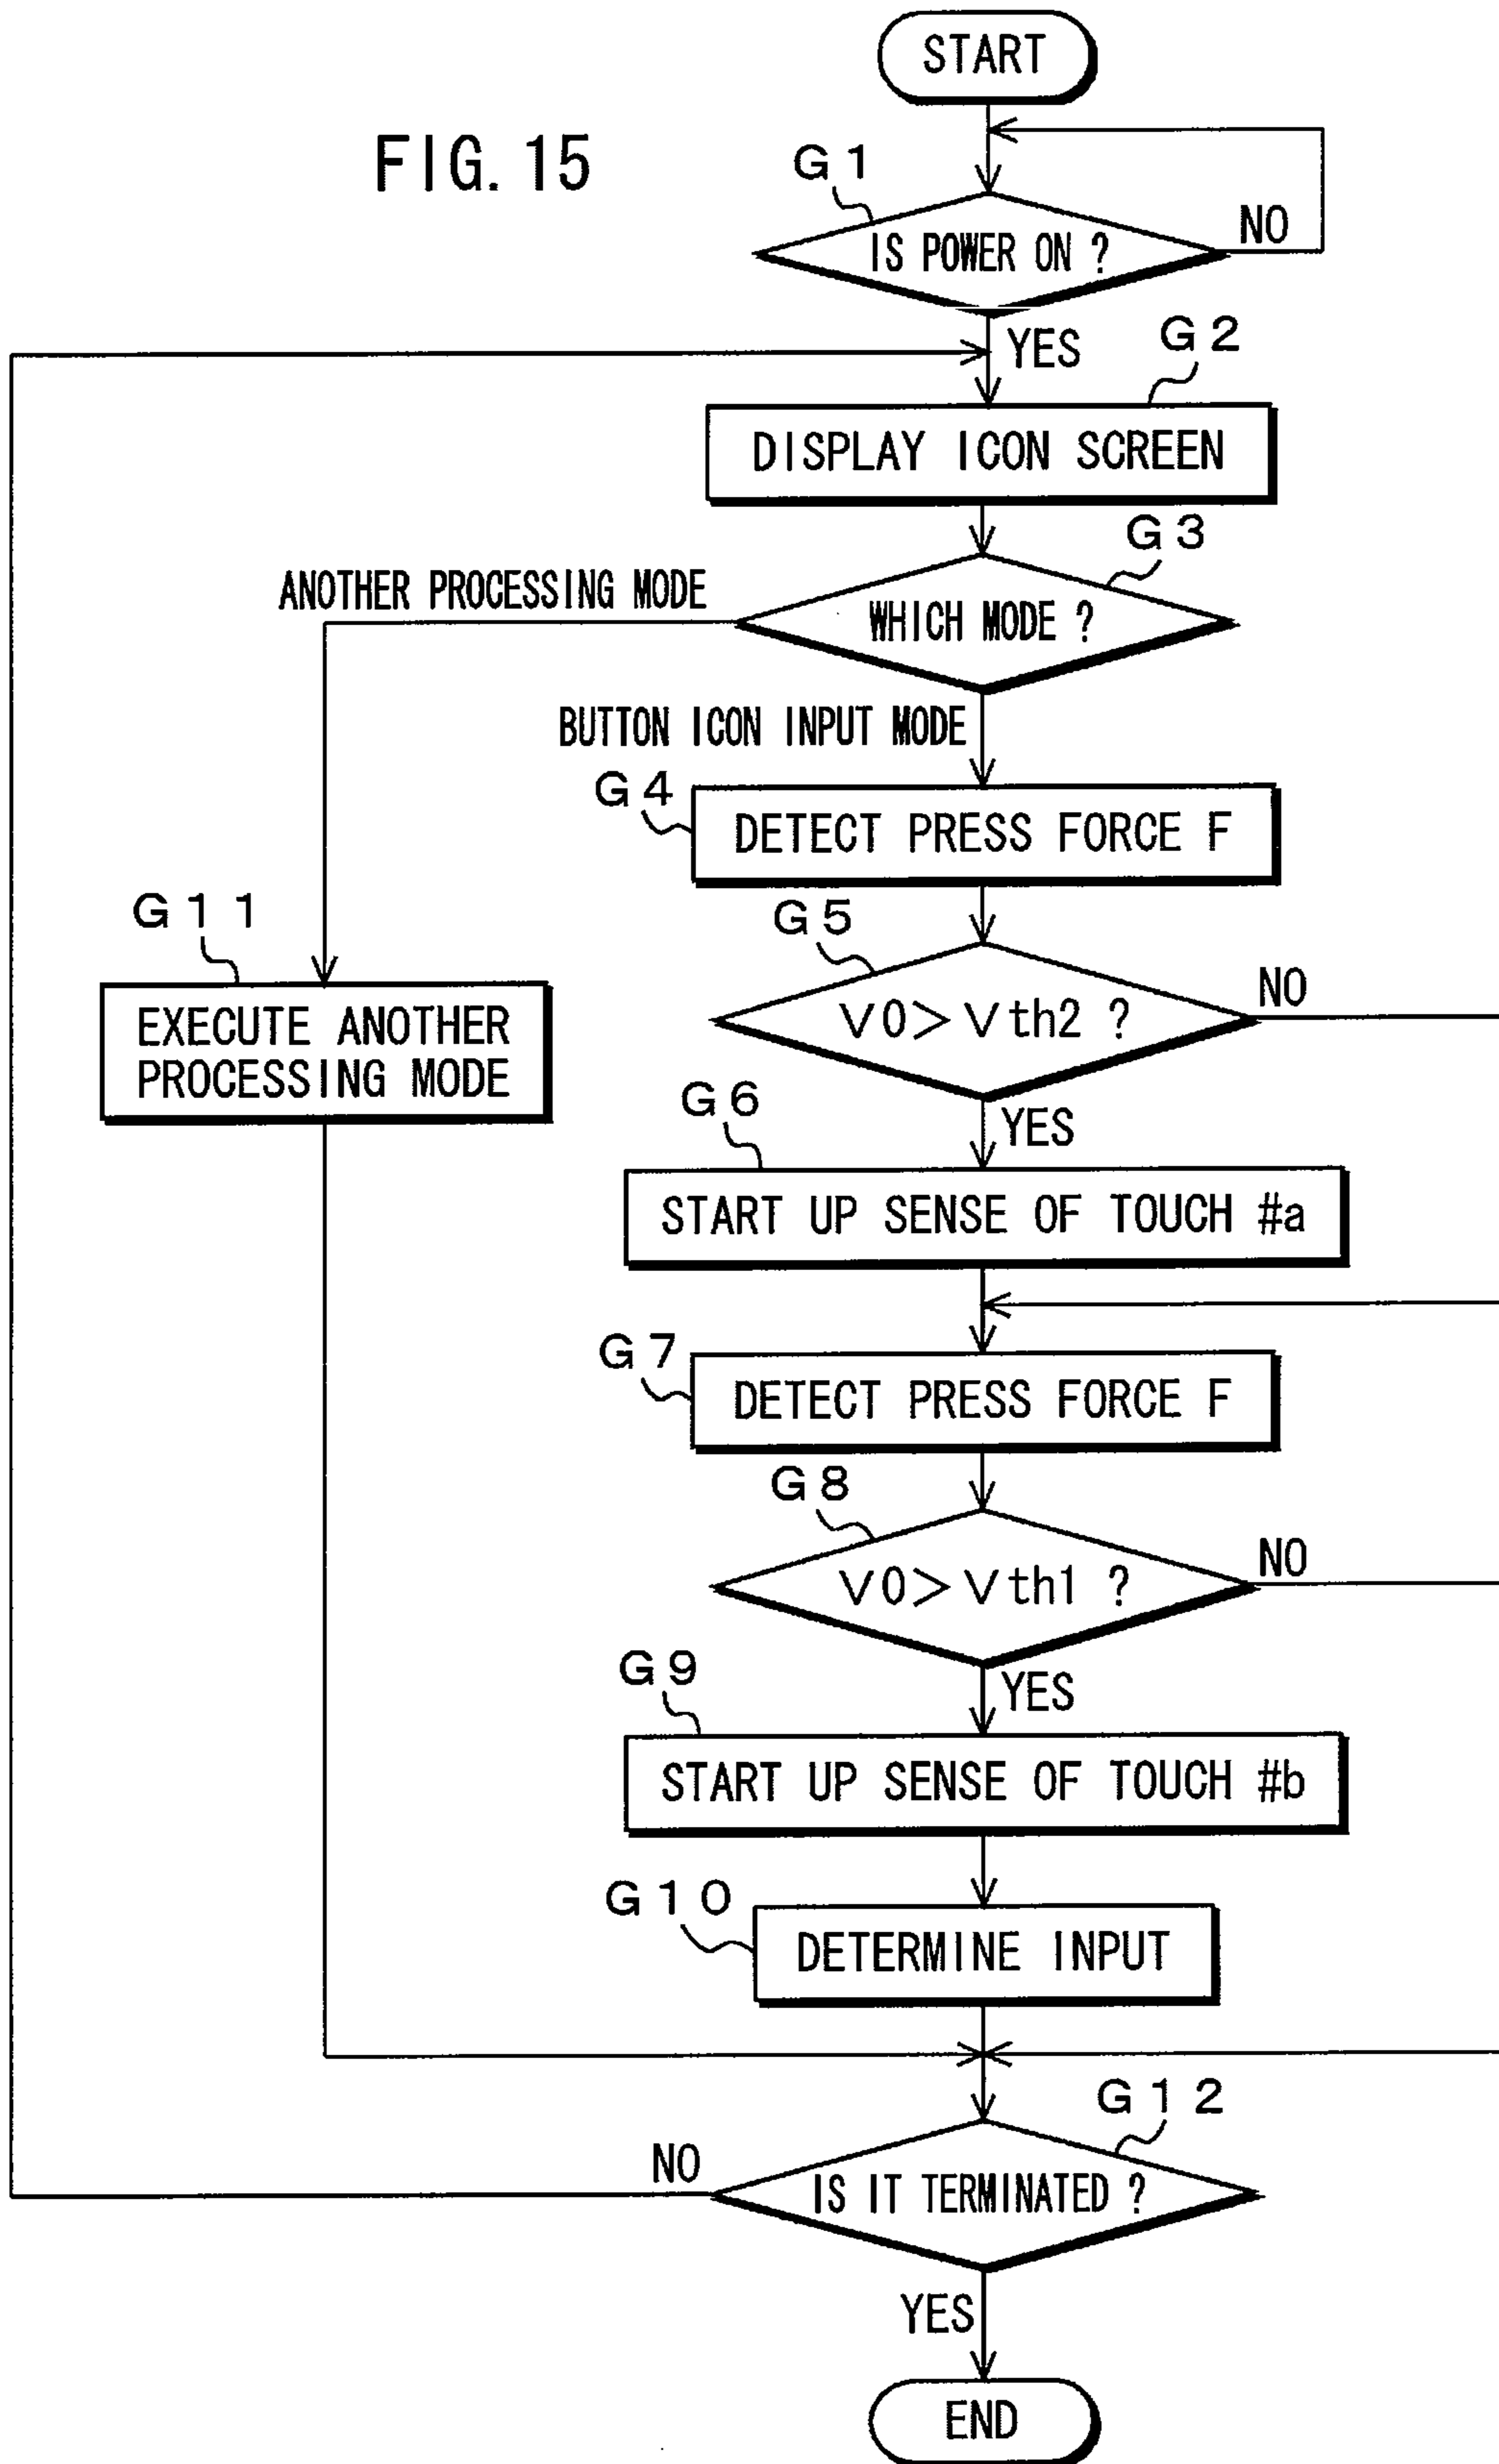 START
FIG. 15
G1
IS POWER ON ?
NO
YES
G2
DISPLAY ICON SCREEN
G3
ANOTHER PROCESSING MODE
WHICH MODE ?
BUTTON ICON INPUT MODE
G4
DETECT PRESS FORCE F
G11
G5
EXECUTE ANOTHER
PROCESSING MODE
V0> Vth2 ?
NO
G6
YES
START UP SENSE OF TOUCH #a
G7
DETECT PRESS FORCE F
G8
V0> Vth1 ?
NO
G9
YES
START UP SENSE OF TOUCH #b
G10
DETERMINE INPUT
G12
NO
IS IT TERMINATED ?
YES
END